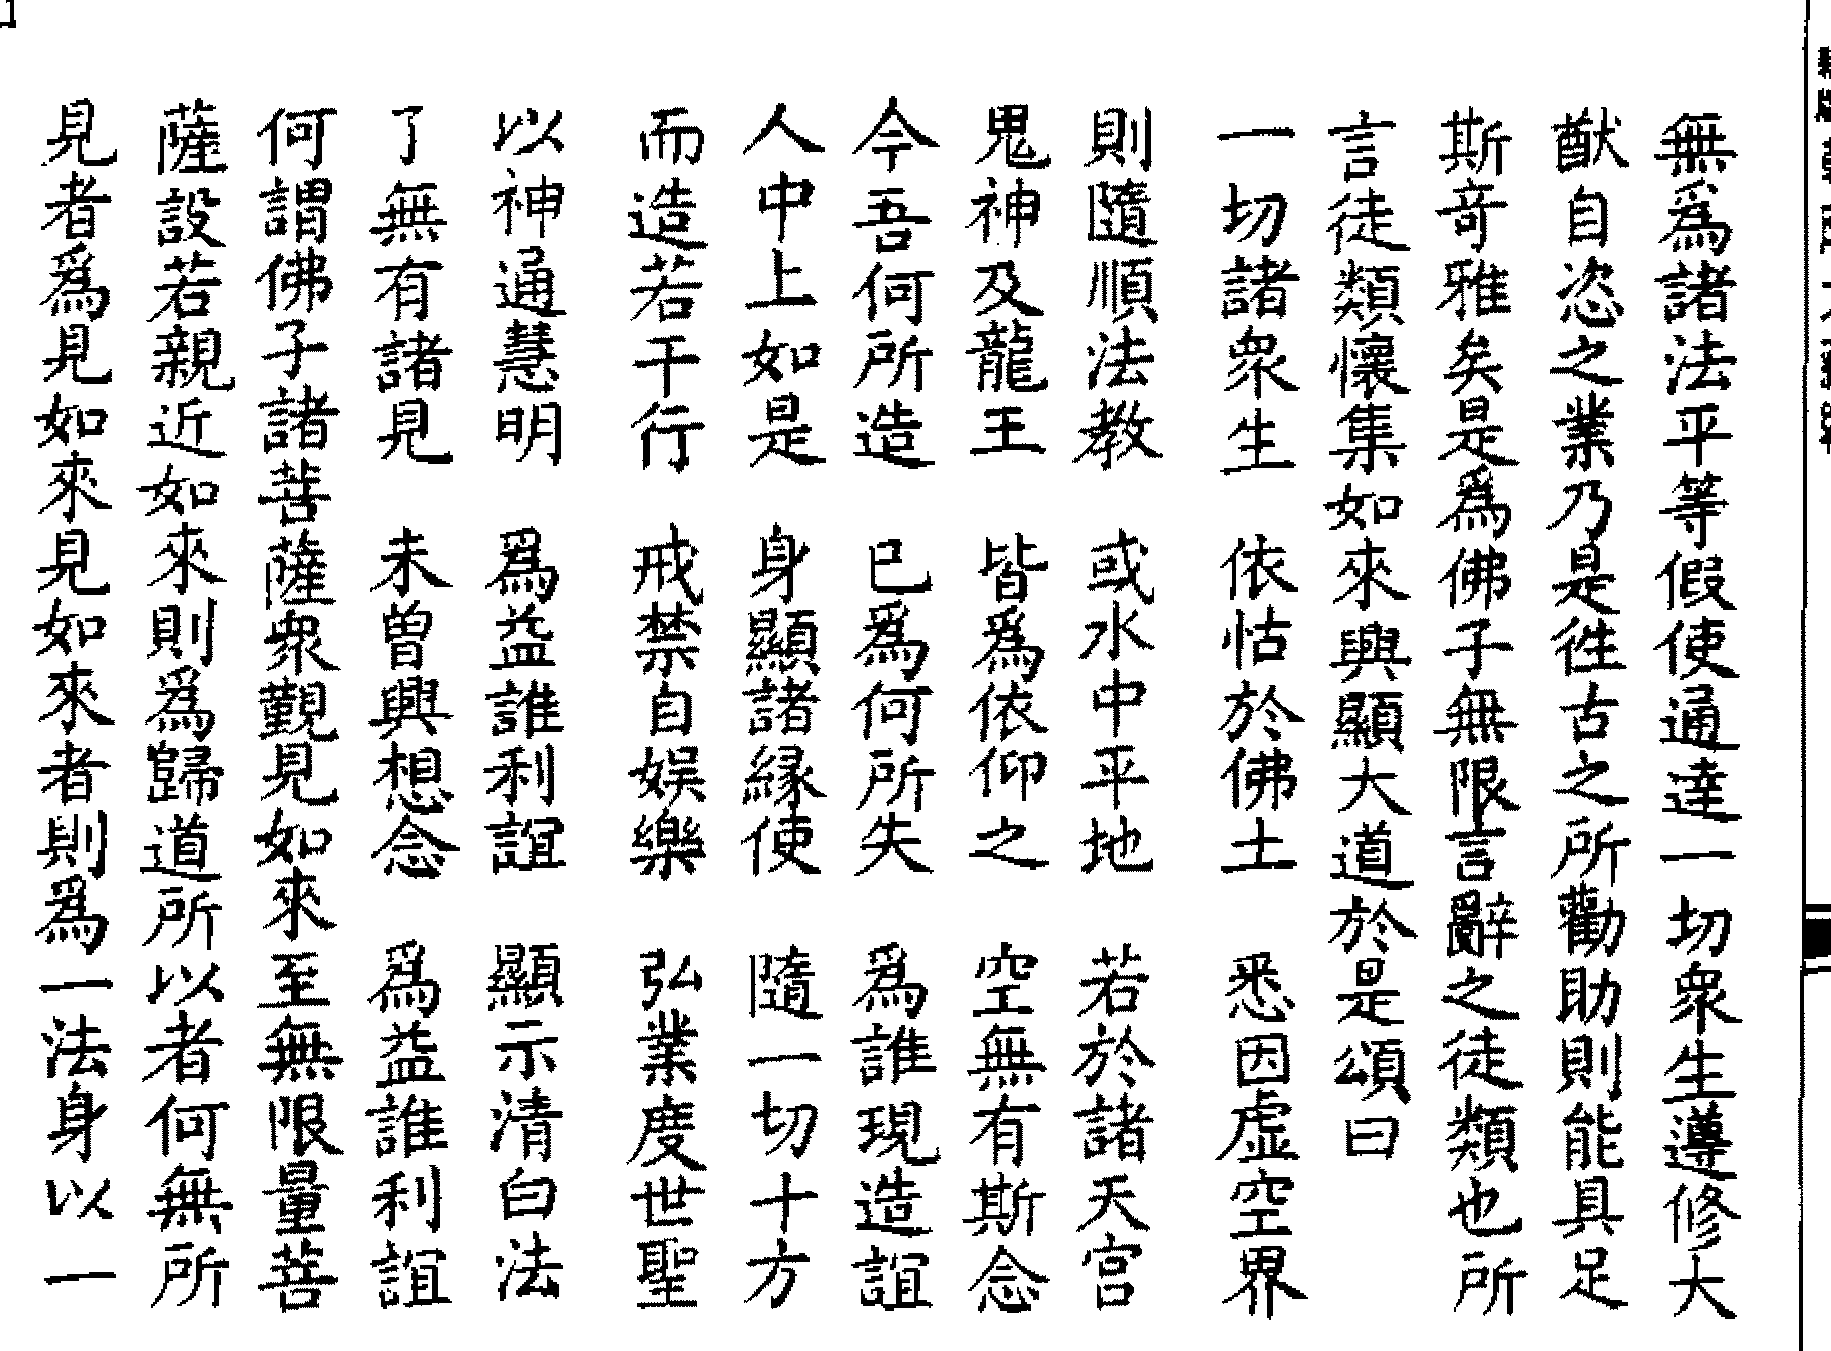 無爲諸法平等假使通達一切衆生遵修大
猷自恣之業乃是徃古之所勸助則能具足
斯竒雅矣是爲佛子無限言辭之徒類也所
言徒類懷集如來興顯大道於是頌曰
一切諸衆生　依怙於佛土　悉因虛空界
則隨順法教　或水中平地　若於諸天宮
鬼神及龍王　皆爲依仰之　空無有斯念
今吾何所造　已爲何所失　爲誰現造誼
人中上如是　身顯諸緣使　隨一切十方
而造若干行　戒禁自娛樂　弘業度世聖
以神通慧明　爲益誰利誼　顯示清白法
了無有諸見　未曾興想念　爲益誰利誼
何謂佛子諸菩薩衆觀見如來至無限量菩
薩設若親近如來則爲歸道所以者何無所
見者爲見如來見如來者則爲一法身以一